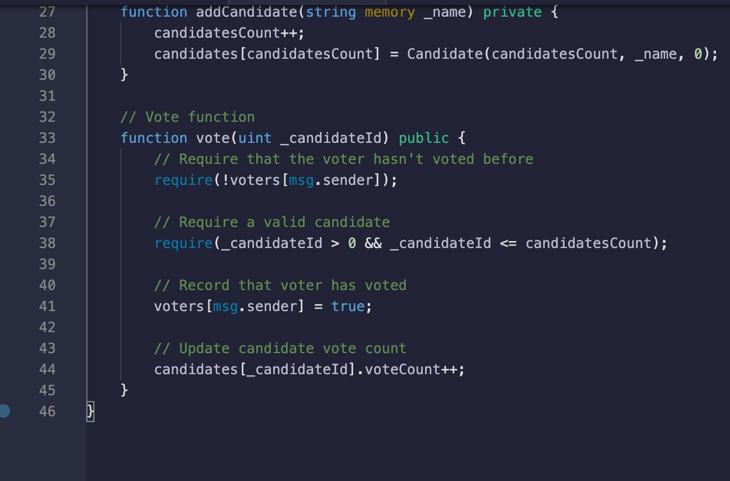 27 function addCandidate(string memory _name) private {
28 candidatesCount++;
29 candidates[candidatesCount] = Candidate(candidatesCount, _name, 0);
30 }
31
32 // Vote function
33 function vote(uint _candidateId) public {
34 // Require that the voter hasn't voted before
35 require(!voters[msg.sender]);
36
37 // Require a valid candidate
38 require(_candidateId > 0 && _candidateId <= candidatesCount);
39
40 // Record that voter has voted
41 voters[msg.sender] = true;
42
43 // Update candidate vote count
44 candidates[_candidateId].voteCount++;
45 }
46 }